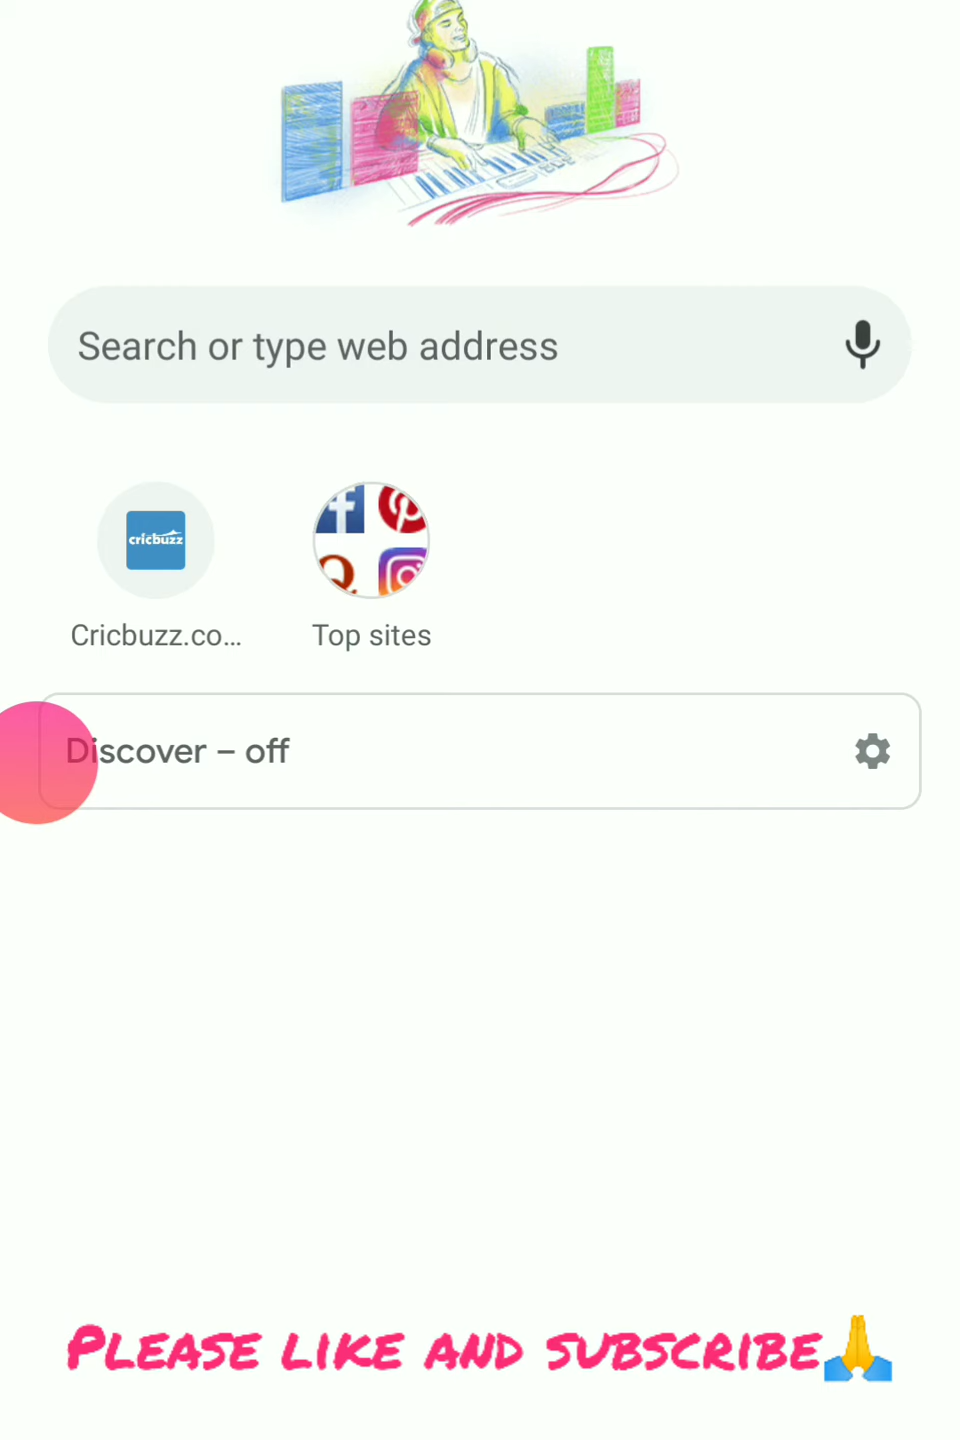 Search or type web address
cricbuzz
Cricbuzz.co...
Top sites
Discover – off
PLEASE LIKE AND SUBSCRIBE🙏